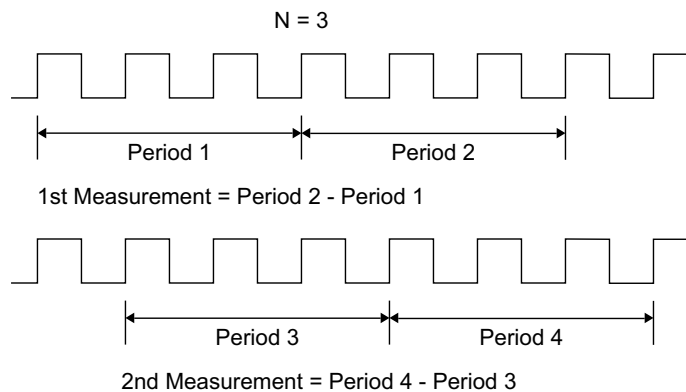 N = 3
Period 1
Period 2
1st Measurement = Period 2 - Period 1
Period 3
Period 4
2nd Measurement = Period 4 - Period 3